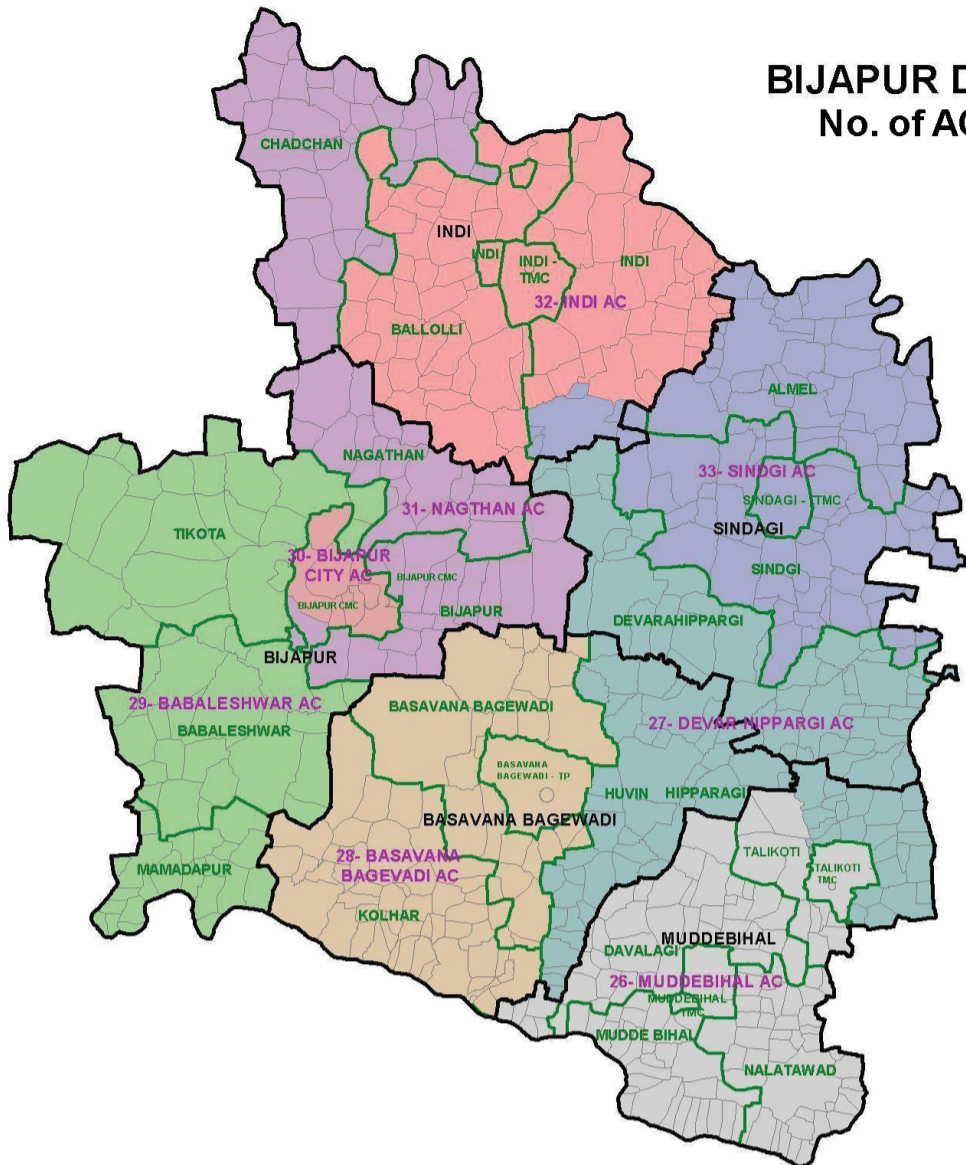 BIJAPUR D
No. of AC
CHADCHAN
INDI
INDI
INDI -
TMC
INDI
32- INDI AC
BALLOLLI
ALMEL
NAGATHAN
33- SINDGI AC
SINDAGI - TMC
31- NAGTHAN AC
SINDAGI
TIKOTA
30- BIJAPUR
CITY AC
BIJAPUR CMC
SINDGI
BIJAPUR CMC
BIJAPUR
DEVARAHIPPARGI
BIJAPUR
29- BABALESHWAR AC
BASAVANA BAGEWADI
27- DEVAR HIPPARGI AC
BABALESHWAR
BASAVANA
BAGEWADI - TP
HUVIN HIPPARAGI
BASAVANA BAGEWADI
28- BASAVANA
BAGEVADI AC
TALIKOTI
MAMADAPUR
TALIKOTI
TMC
KOLHAR
MUDDEBIHAL
DAVALAGI
26- MUDDEBIHAL AC
MUDDEBIHAL
TMC
MUDDE BIHAL
NALATAWAD